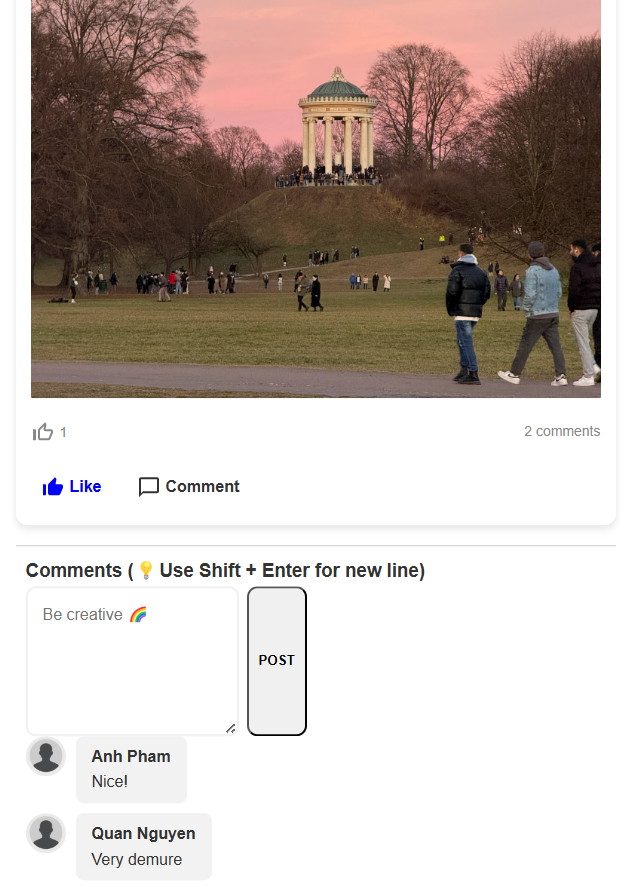 1
2 comments
Like
Comment
Comments (💡 Use Shift + Enter for new line)
Be creative 🌈
POST
Anh Pham
Nice!
Quan Nguyen
Very demure